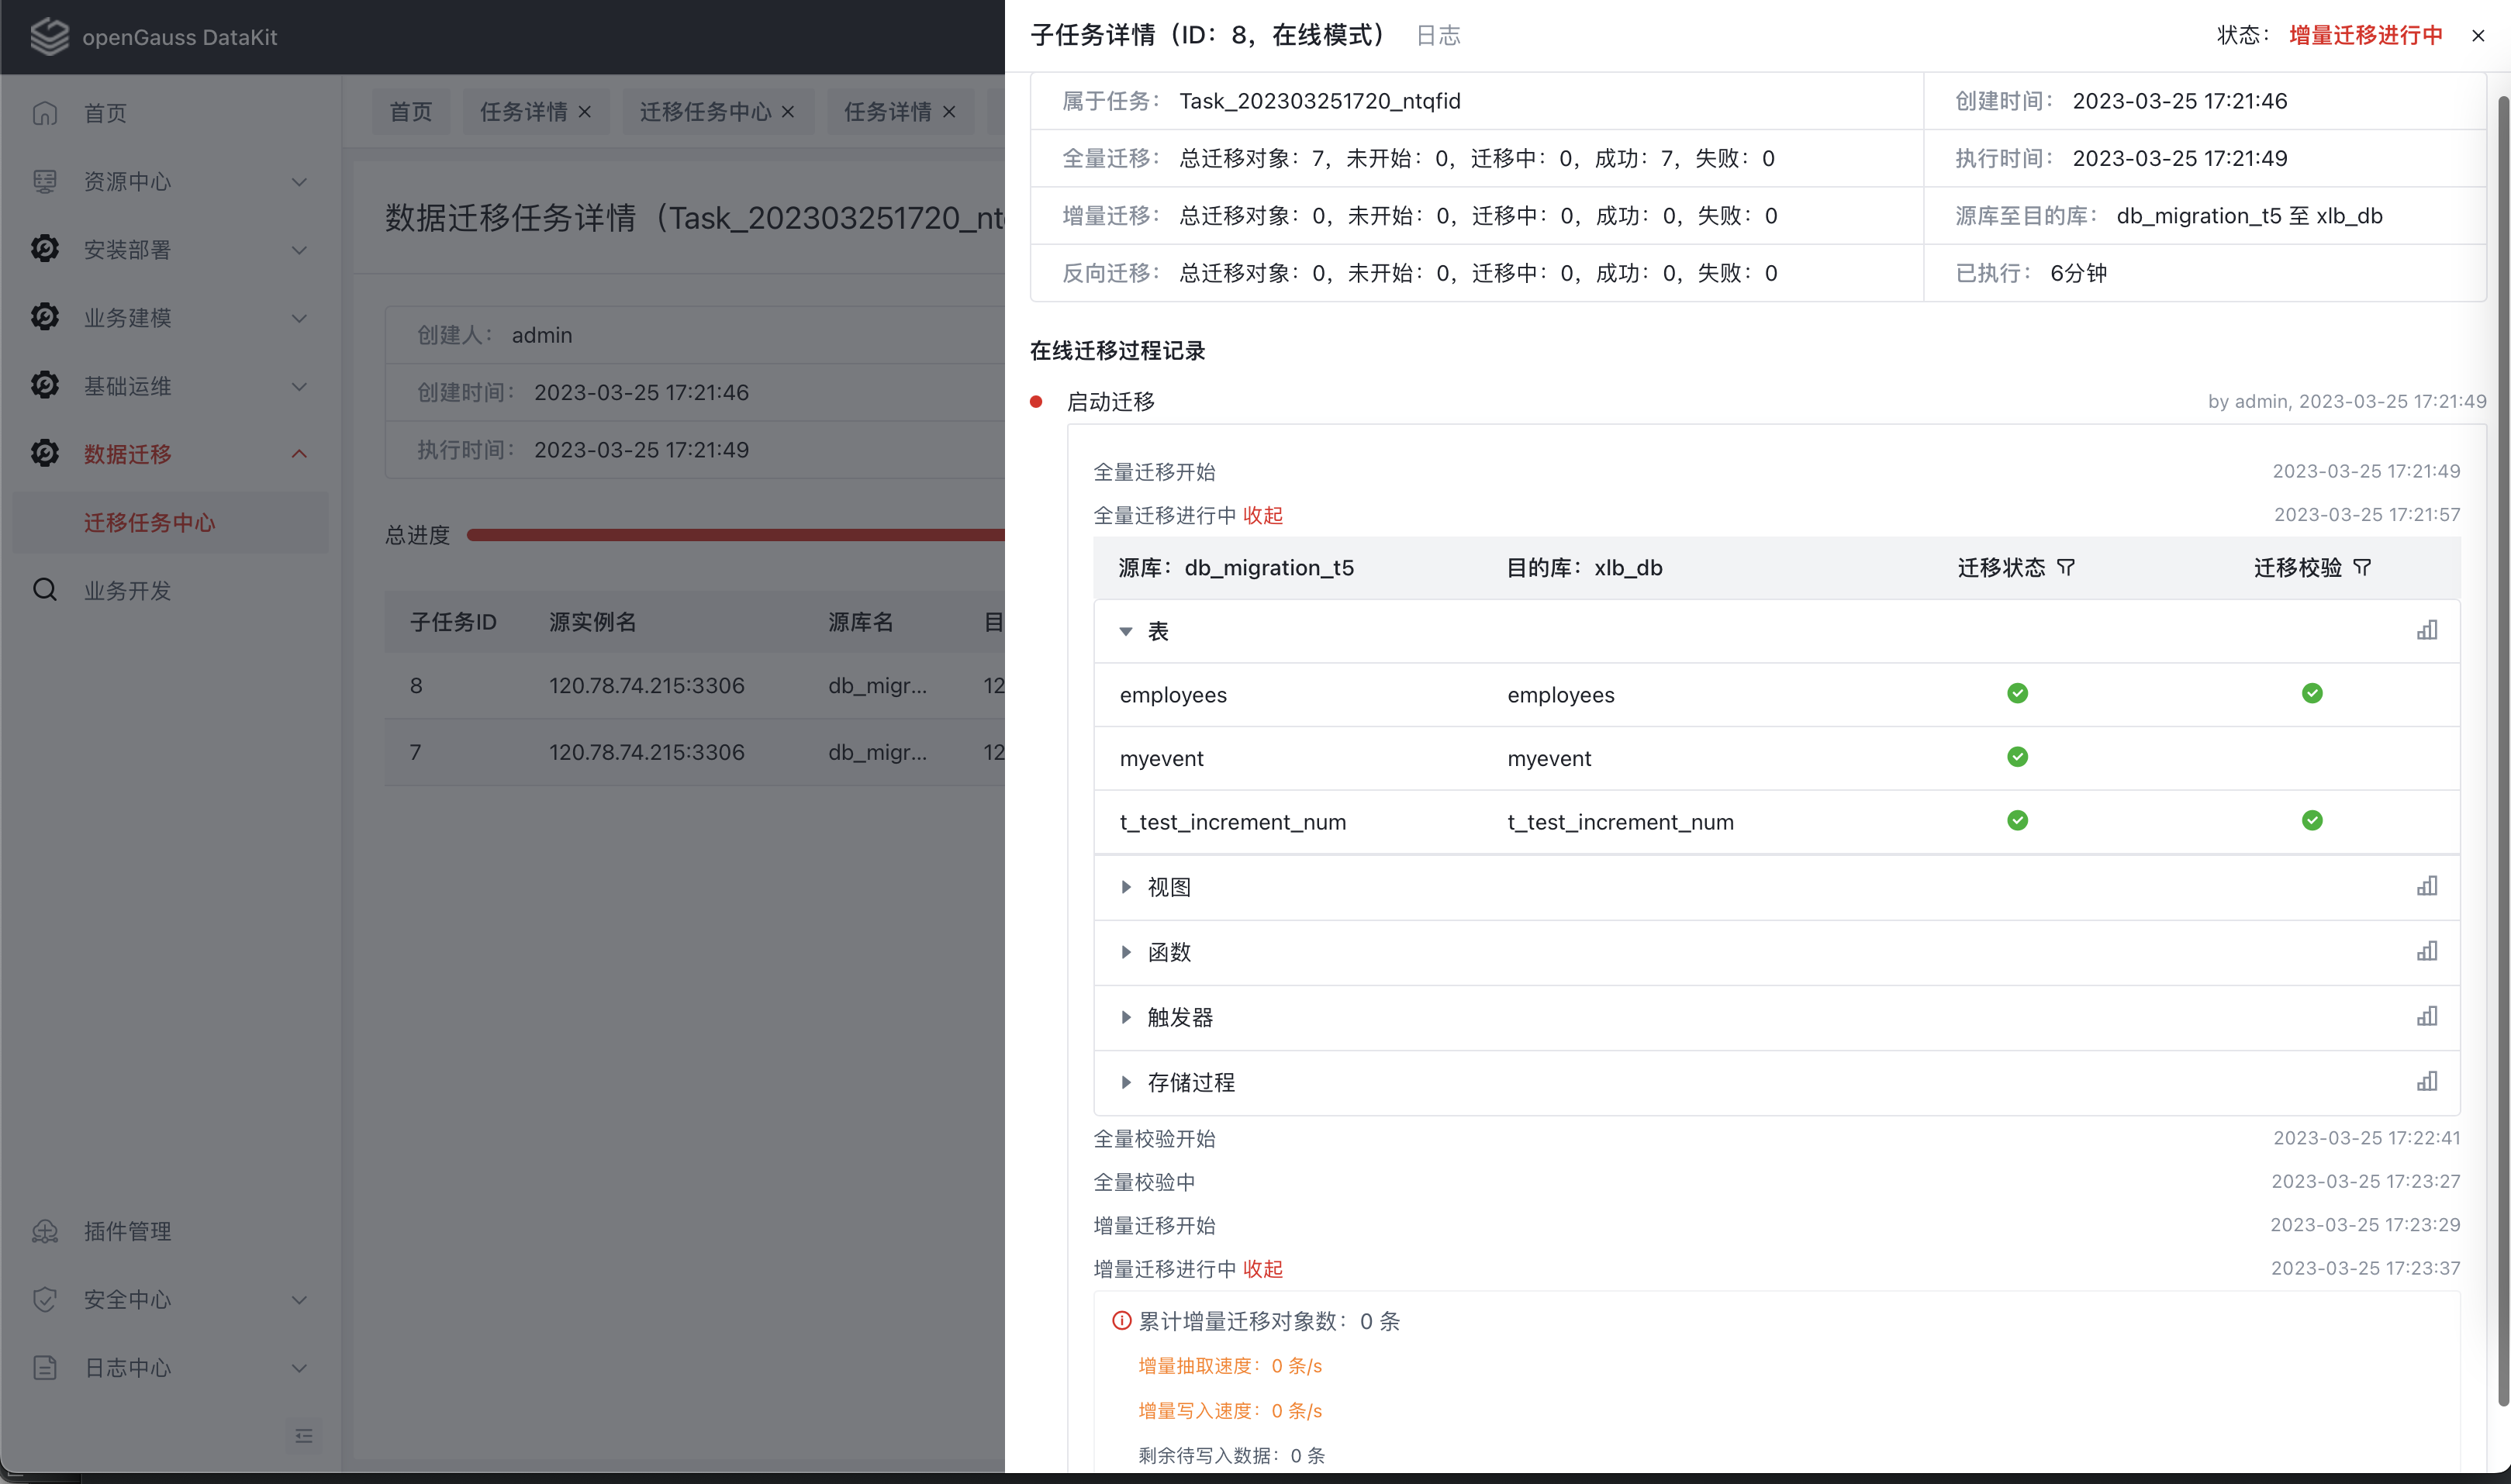 openGauss DataKit
首页
资源中心
安装部署
业务建模
基础运维
数据迁移
迁移任务中心
业务开发
插件管理
安全中心
日志中心
首页 任务详情 迁移任务中心 任务详情
数据迁移任务详情（Task_202303251720_nt
创建人： admin
创建时间： 2023-03-25 17:21:46
执行时间： 2023-03-25 17:21:49
总进度
子任务ID 源实例名 源库名 目
8 120.78.74.215:3306 db_migr... 12
7 120.78.74.215:3306 db_migr... 12
子任务详情（ID：8，在线模式） 日志 状态： 增量迁移进行中
属于任务： Task_202303251720_ntqfid 创建时间： 2023-03-25 17:21:46
全量迁移： 总迁移对象：7，未开始：0，迁移中：0，成功：7，失败：0 执行时间： 2023-03-25 17:21:49
增量迁移： 总迁移对象：0，未开始：0，迁移中：0，成功：0，失败：0 源库至目的库： db_migration_t5 至 xlb_db
反向迁移： 总迁移对象：0，未开始：0，迁移中：0，成功：0，失败：0 已执行： 6分钟
在线迁移过程记录
启动迁移 by admin, 2023-03-25 17:21:49
全量迁移开始 2023-03-25 17:21:49
全量迁移进行中 收起 2023-03-25 17:21:57
源库：db_migration_t5 目的库：xlb_db 迁移状态 迁移校验
表
employees employees
myevent myevent
t_test_increment_num t_test_increment_num
视图
函数
触发器
存储过程
全量校验开始 2023-03-25 17:22:41
全量校验中 2023-03-25 17:23:27
增量迁移开始 2023-03-25 17:23:29
增量迁移进行中 收起 2023-03-25 17:23:37
累计增量迁移对象数：0 条
增量抽取速度：0 条/s
增量写入速度：0 条/s
剩余待写入数据：0 条